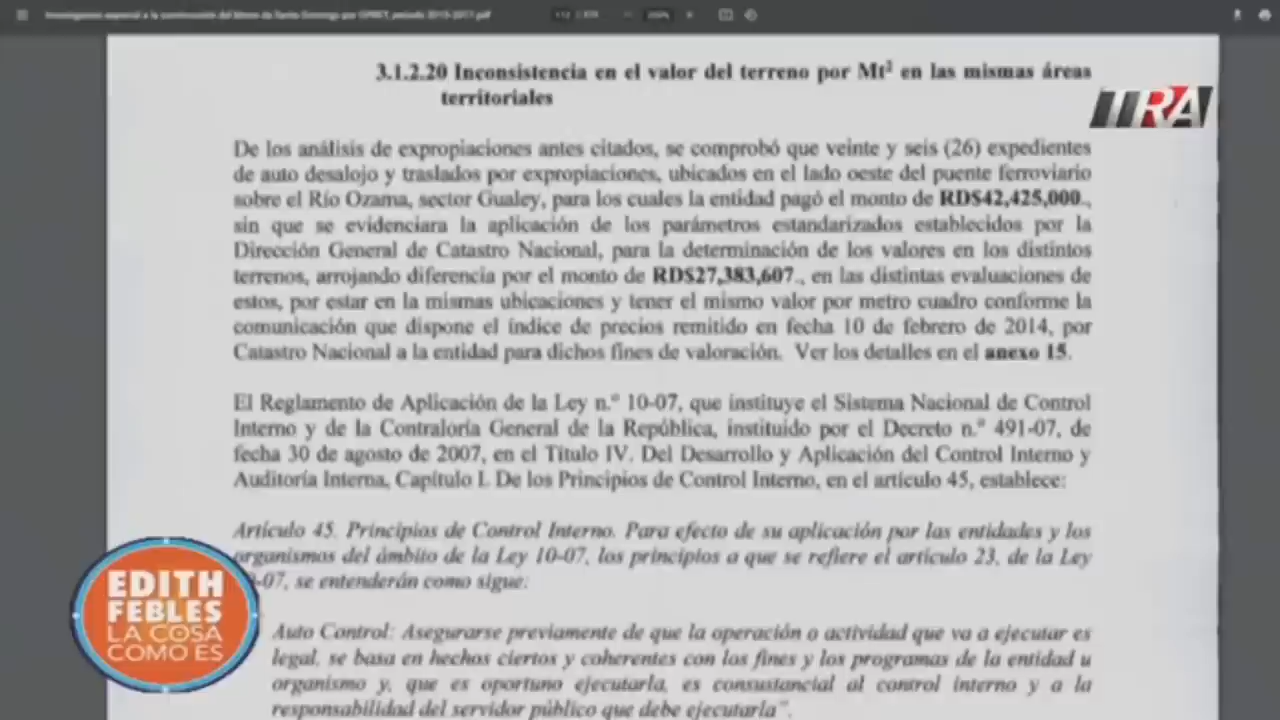 3.1.2.20 Inconsistencia en el valor del terreno por Mt² en las mismas áreas
territoriales
TRA
De los análisis de expropiaciones antes citados, se comprobó que veinte y seis (26) expedientes
de auto desalojo y traslados por expropiaciones, ubicados en el lado oeste del puente ferroviario
sobre el Río Ozama, sector Gualey, para los cuales la entidad pagó el monto de RD$42,425,000.,
sin que se evidenciara la aplicación de los parámetros estandarizados establecidos por la
Dirección General de Catastro Nacional, para la determinación de los valores en los distintos
terrenos, arrojando diferencia por el monto de RD$27,383,607., en las distintas evaluaciones de
estos, por estar en la mismas ubicaciones y tener el mismo valor por metro cuadro conforme la
comunicación que dispone el índice de precios remitido en fecha 10 de febrero de 2014, por
Catastro Nacional a la entidad para dichos fines de valoración. Ver los detalles en el anexo 15.
El Reglamento de Aplicación de la Ley n.º 10-07, que instituye el Sistema Nacional de Control
Interno y de la Contraloría General de la República, instituido por el Decreto n.º 491-07, de
fecha 30 de agosto de 2007, en el Título IV. Del Desarrollo y Aplicación del Control Interno y
Auditoría Interna, Capítulo I. De los Principios de Control Interno, en el artículo 45, establece:
Artículo 45. Principios de Control Interno. Para efecto de su aplicación por las entidades y los
organismos del ámbito de la Ley 10-07, los principios a que se refiere el artículo 23, de la Ley
-07, se entenderán como sigue:
Auto Control: Asegurarse previamente de que la operación o actividad que va a ejecutar es
legal, se basa en hechos ciertos y coherentes con los fines y los programas de la entidad u
organismo y, que es oportuno ejecutarla, es consustancial al control interno y a la
responsabilidad del servidor público que debe ejecutarla".
EDITH
FEBLES
LA COSA
COMO ES